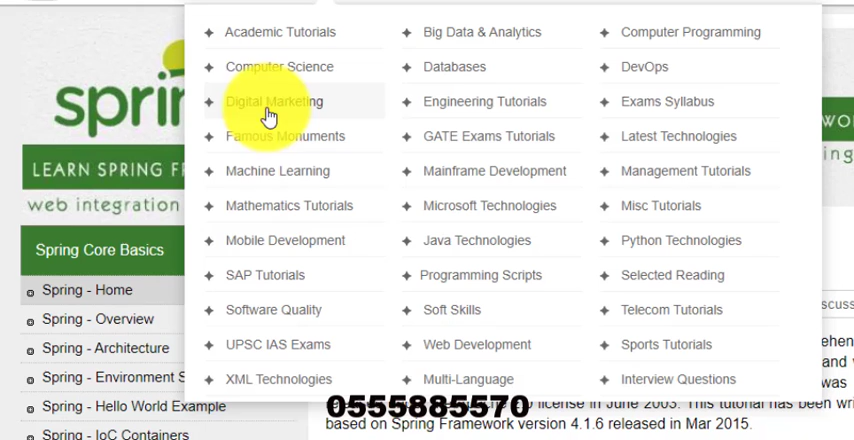 Academic Tutorials
Big Data & Analytics
Computer Programming
Computer Science
Databases
DevOps
Digital Marketing
Engineering Tutorials
Exams Syllabus
Famous Monuments
GATE Exams Tutorials
Latest Technologies
Machine Learning
Mainframe Development
Management Tutorials
Mathematics Tutorials
Microsoft Technologies
Misc Tutorials
Mobile Development
Java Technologies
Python Technologies
SAP Tutorials
Programming Scripts
Selected Reading
Software Quality
Soft Skills
Telecom Tutorials
UPSC IAS Exams
Web Development
Sports Tutorials
XML Technologies
Multi-Language
Interview Questions
sprin
LEARN SPRING F
web integration
Spring Core Basics
Spring - Home
Spring - Overview
Spring - Architecture
Spring - Environment S
Spring - Hello World Example
Spring - IoC Containers
0555885570
license in June 2003. This tutorial has been wri
based on Spring Framework version 4.1.6 released in Mar 2015.